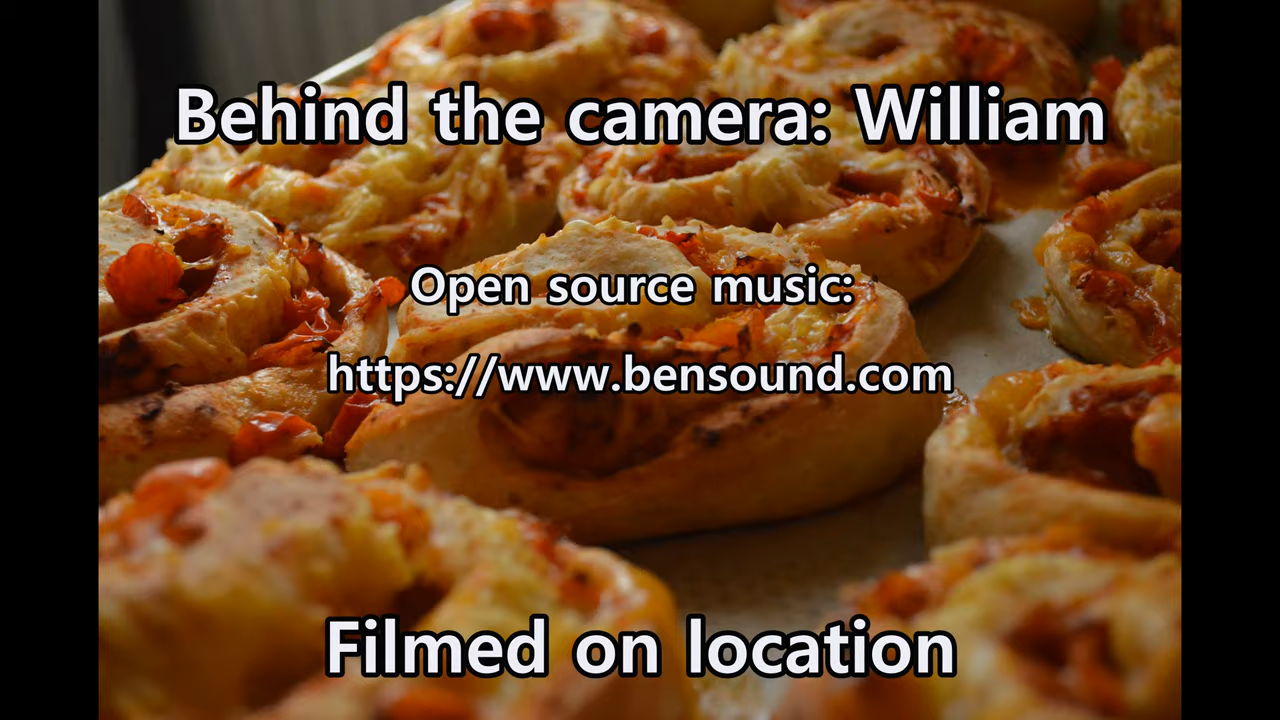 Behind the camera: William
Open source music:
https://www.bensound.com
Filmed on location